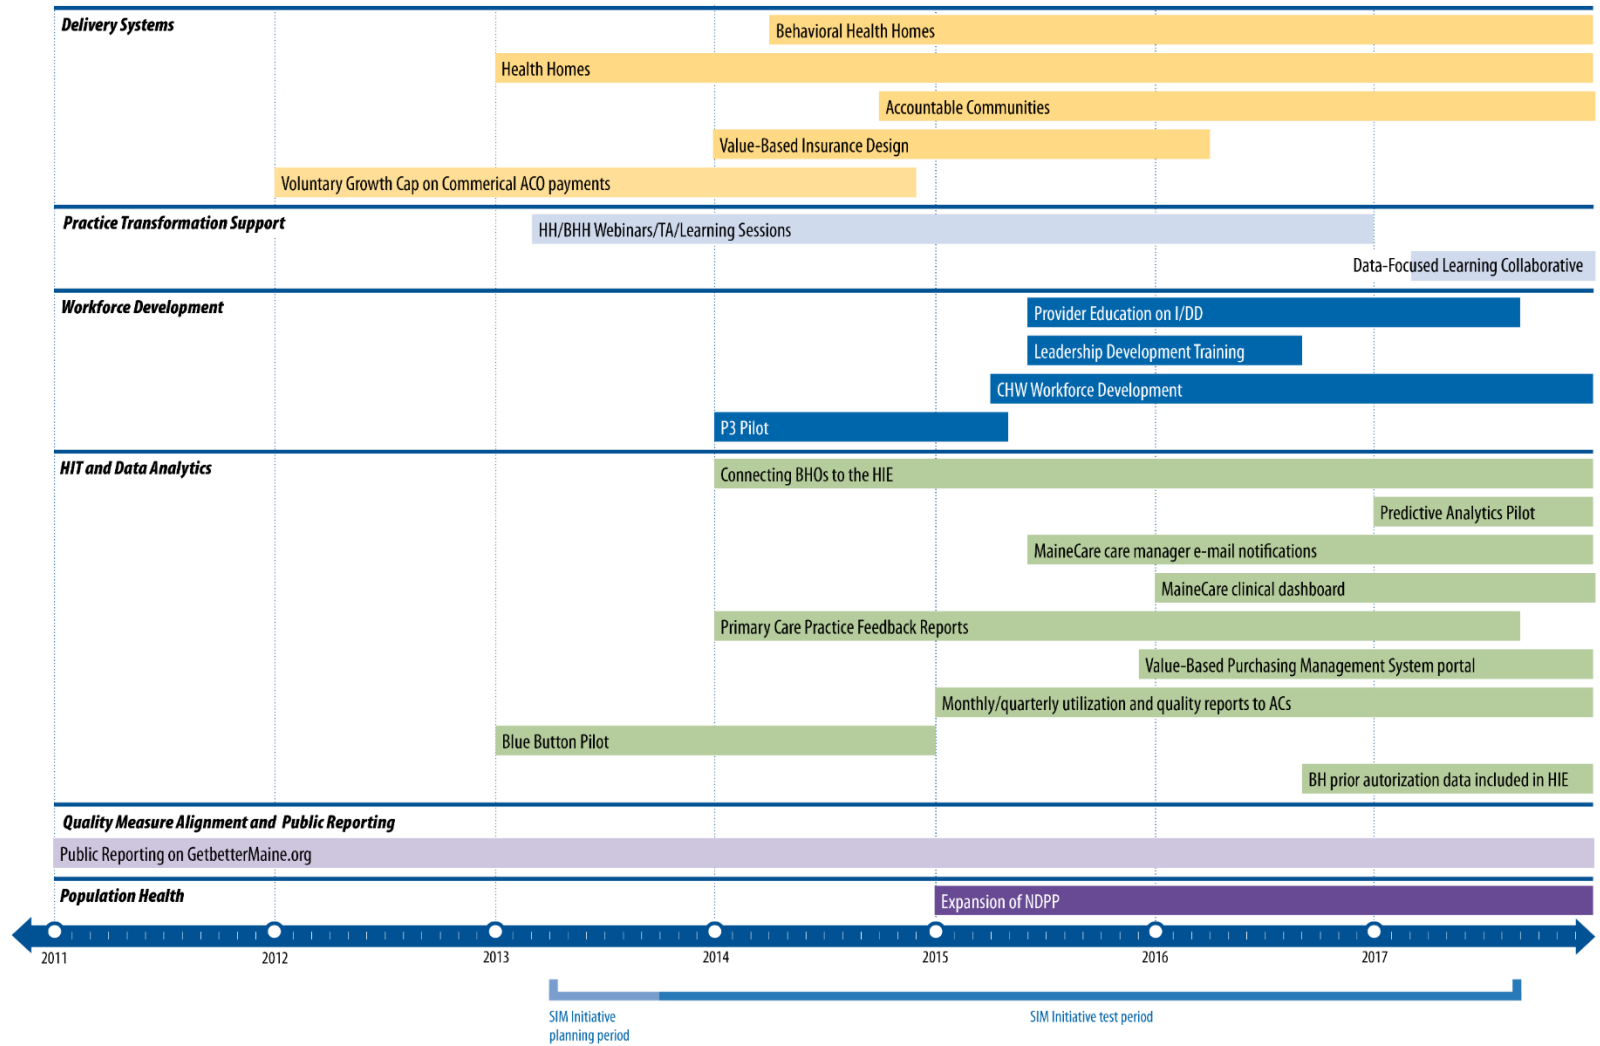 Delivery Systems
Behavioral Health Homes
Health Homes
Accountable Communities
Value-Based Insurance Design
Voluntary Growth Cap on Commerical ACO payments
Practice Transformation Support
HH/BHH Webinars/TA/Learning Sessions
Data-Focused Learning Collaborative
Workforce Development
Provider Education on I/DD
Leadership Development Training
CHW Workforce Development
P3 Pilot
HIT and Data Analytics
Connecting BHOs to the HIE
Predictive Analytics Pilot
MaineCare care manager e-mail notifications
MaineCare clinical dashboard
Primary Care Practice Feedback Reports
Value-Based Purchasing Management System portal
Monthly/quarterly utilization and quality reports to ACs
Blue Button Pilot
BH prior autorization data included in HIE
Quality Measure Alignment and Public Reporting
Public Reporting on GetbetterMaine.org
Population Health
Expansion of NDPP
2011 2012 2013 2014 2015 2016 2017
SIM Initiative
planning period
SIM Initiative test period